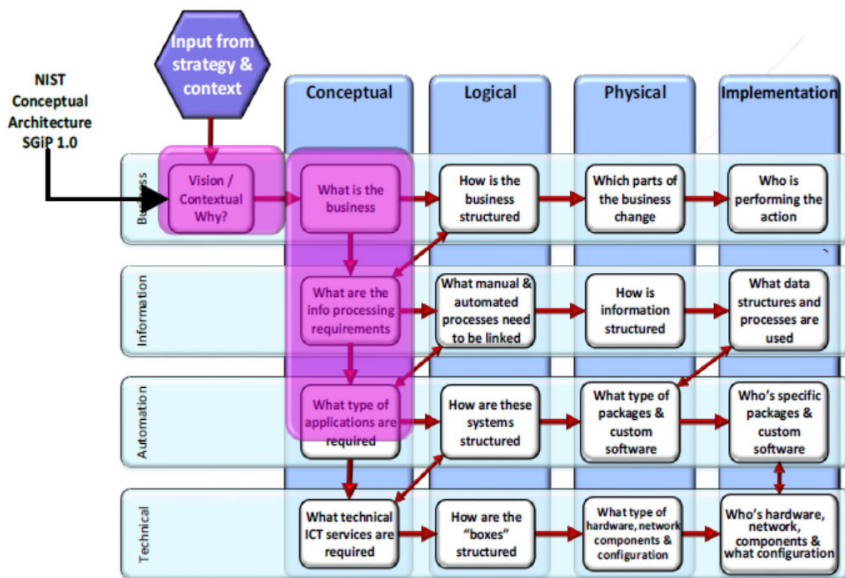 Input from
strategy &
context
NIST
Conceptual
Architecture
SGiP 1.0
Conceptual
Logical
Physical
Implementation
Business
Vision /
Contextual
Why?
What is the
business
How is the
business
structured
Which parts of
the business
change
Who is
performing the
action
Information
What are the
info processing
requirements
What manual &
automated
processes need
to be linked
How is
information
structured
What data
structures and
processes are
used
Automation
What type of
applications are
required
How are these
systems
structured
What type of
packages &
custom
software
Who's specific
packages &
custom
software
Technical
What technical
ICT services are
required
How are the
"boxes"
structured
What type of
hardware, network
components &
configuration
Who's hardware,
network,
components &
what configuration